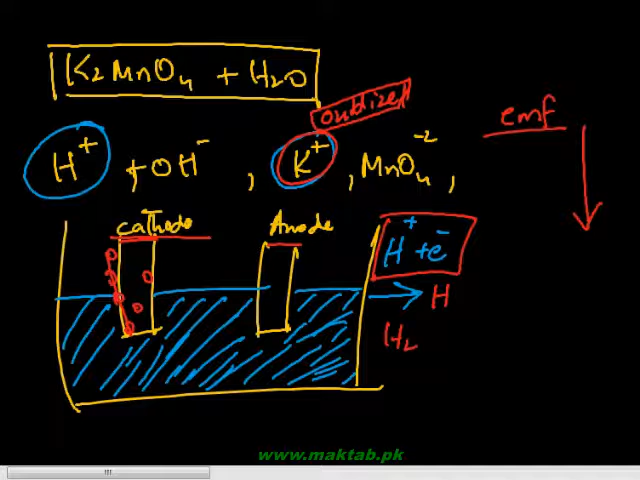 K2MnO4 + H2O
oxidized
emf
H+ , + OH- , K+ , MnO4-2 ,
cathode Anode
H+ + e-
H
H2
www.maktab.pk